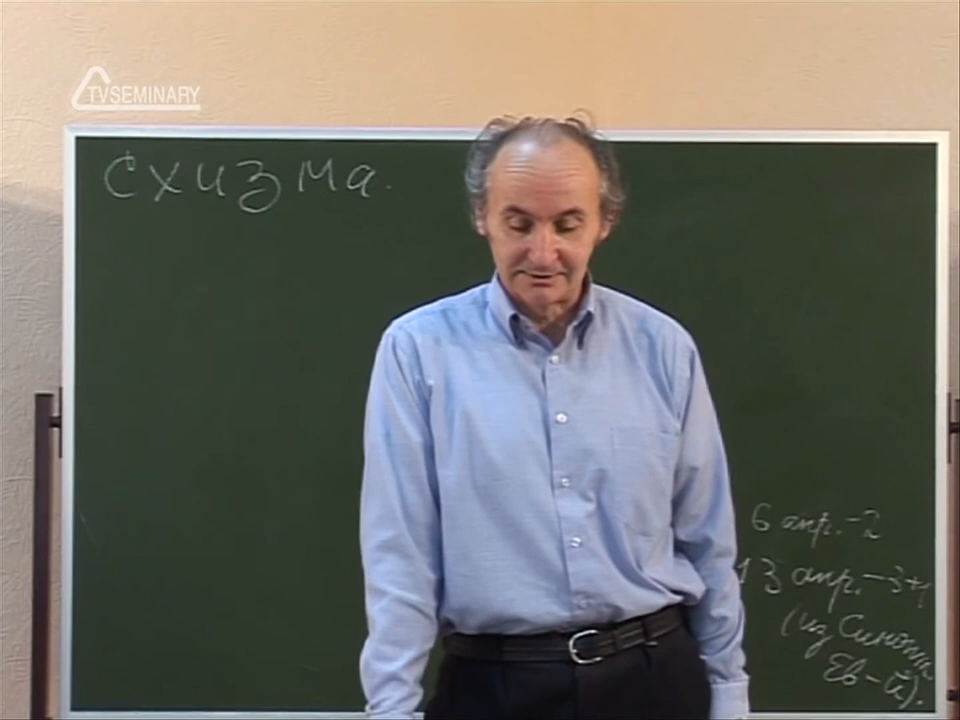 TVSEMINARY
схизма.
6 апр. - 2
13 апр. - 3+1
(из Синопт.
Ев-й).